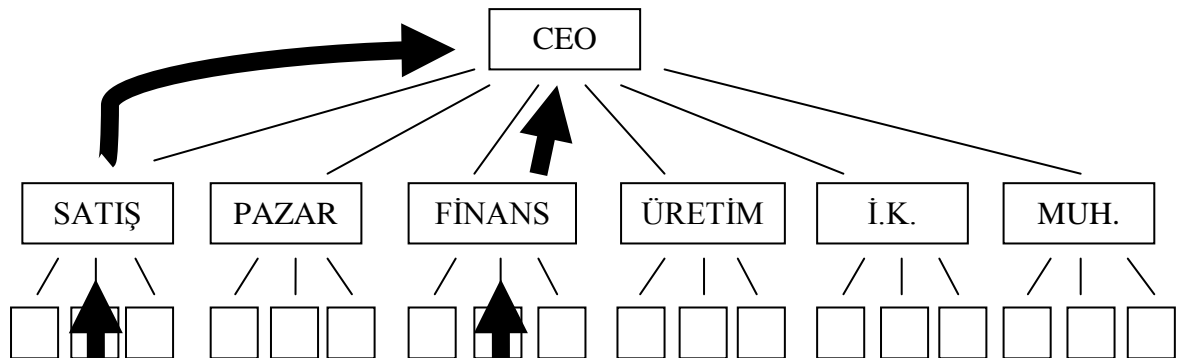 CEO
SATIŞ
PAZAR
FİNANS
ÜRETİM
İ.K.
MUH.